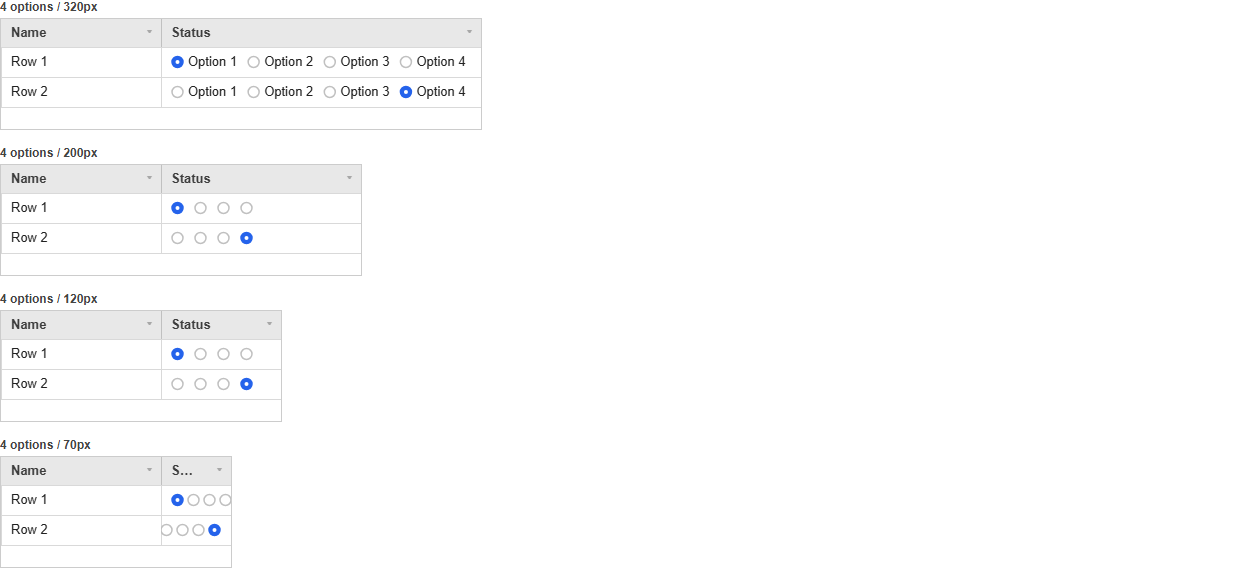 4 options / 320px
Name Status
Row 1 Option 1 Option 2 Option 3 Option 4
Row 2 Option 1 Option 2 Option 3 Option 4
4 options / 200px
Name Status
Row 1
Row 2
4 options / 120px
Name Status
Row 1
Row 2
4 options / 70px
Name S...
Row 1
Row 2